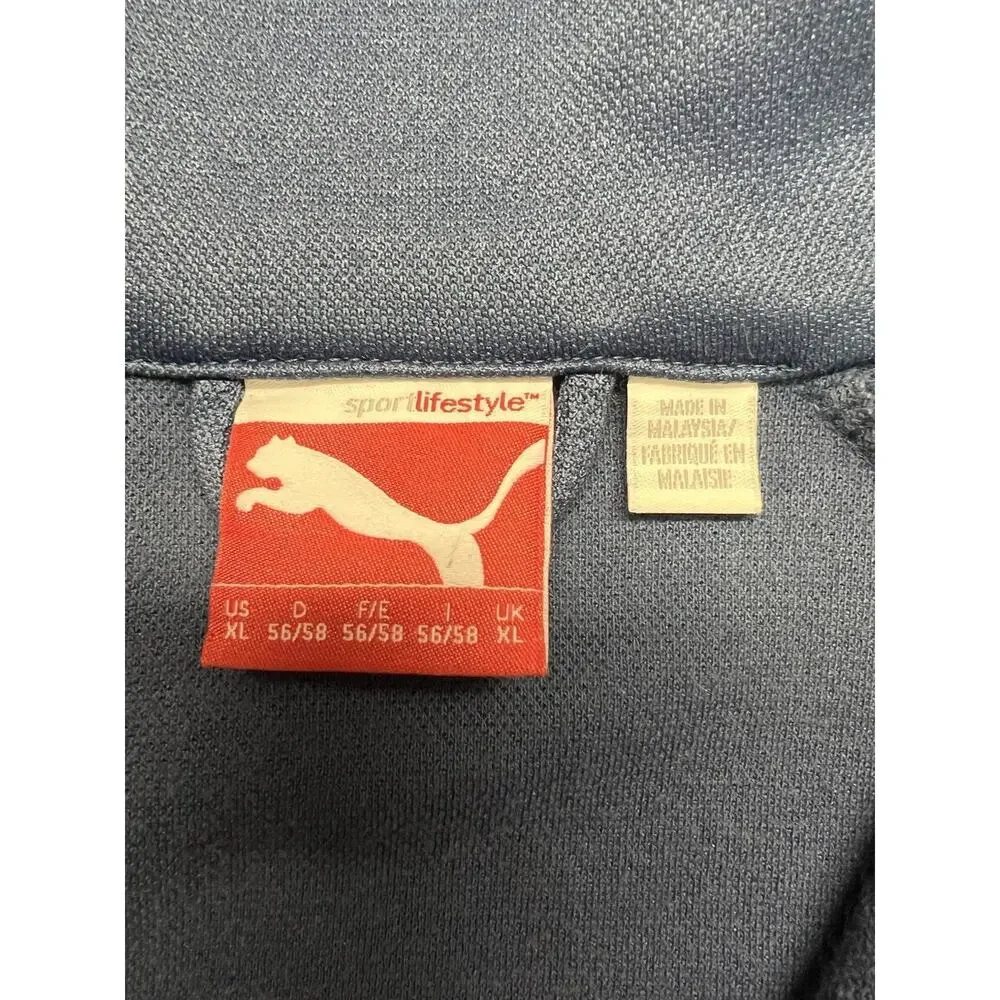 sportlifestyle™
US D F/E I UK
XL 56/58 56/58 56/58 XL
MADE IN
MALAYSIA/
FABRIQUÉ EN
MALAISIE